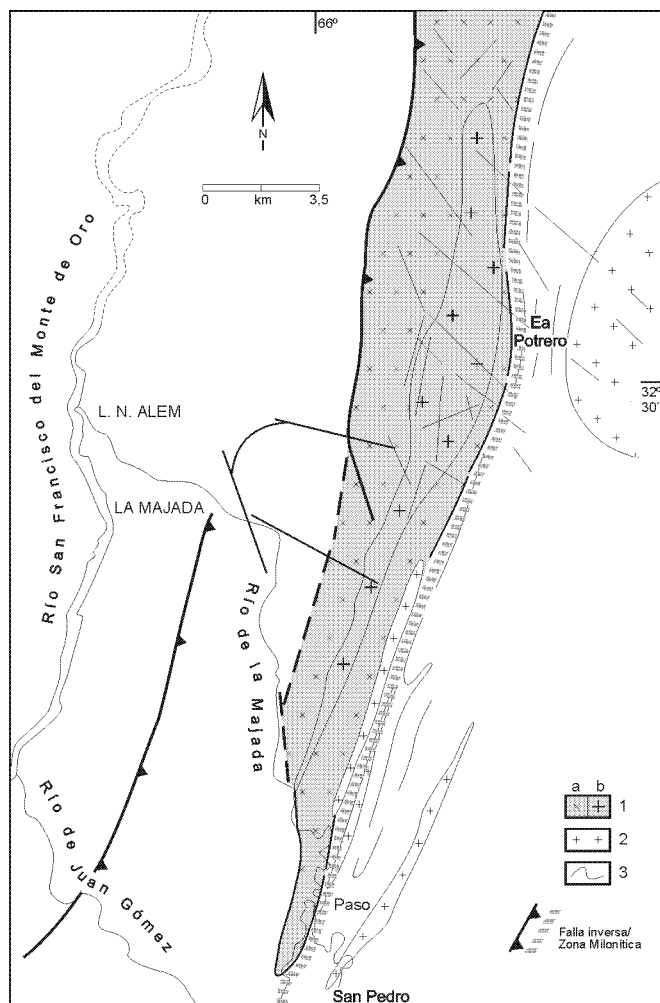 66º
N
0 km 3,5
Río San Francisco del Monte de Oro
Ea
Potrero
32º
30'
L. N. ALEM
LA MAJADA
Río de la Majada
a b
1
2
3
Río de Juan Gómez
Paso
Falla inversa/
Zona Milonítica
San Pedro